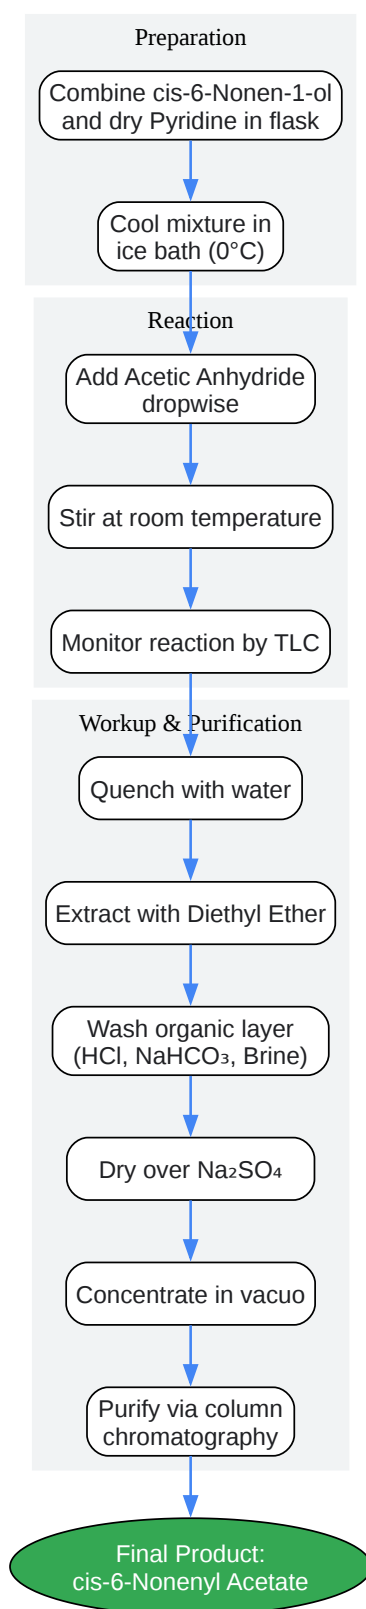 Preparation
Combine cis-6-Nonen-1-ol
and dry Pyridine in flask
Cool mixture in
ice bath (0°C)
Reaction
Add Acetic Anhydride
dropwise
Stir at room temperature
Monitor reaction by TLC
Workup & Purification
Quench with water
Extract with Diethyl Ether
Wash organic layer
(HCl, NaHCO₃, Brine)
Dry over Na₂SO₄
Concentrate in vacuo
Purify via column
chromatography
Final Product:
cis-6-Nonenyl Acetate